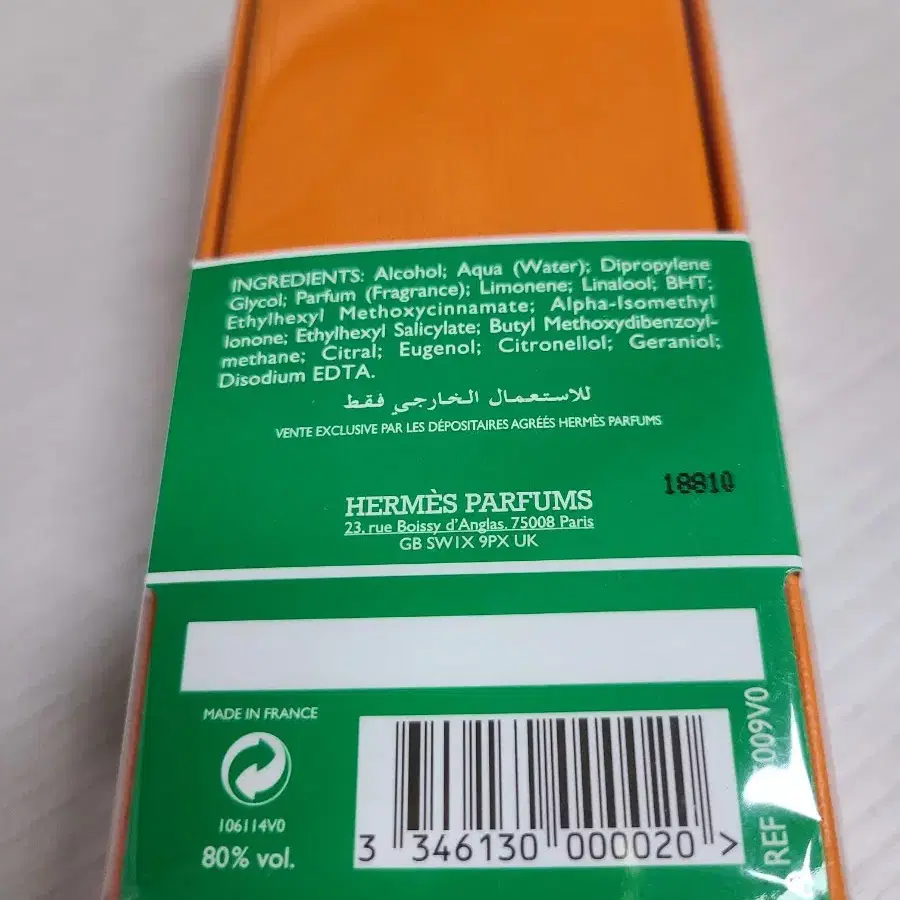 INGREDIENTS: Alcohol; Aqua (Water); Dipropylene
Glycol; Parfum (Fragrance); Limonene; Linalool; BHT;
Ethylhexyl Methoxycinnamate; Alpha-Isomethyl
Ionone; Ethylhexyl Salicylate; Butyl Methoxydibenzoyl-
methane; Citral; Eugenol; Citronellol; Geraniol;
Disodium EDTA.
للاستعمال الخارجي فقط
VENTE EXCLUSIVE PAR LES DÉPOSITAIRES AGRÉÉS HERMÈS PARFUMS
18810
HERMÈS PARFUMS
23, rue Boissy d'Anglas. 75008 Paris
GB SW1X 9PX UK
MADE IN FRANCE
106114V0
80% vol.
3 346130 000020 >
REF 009V0